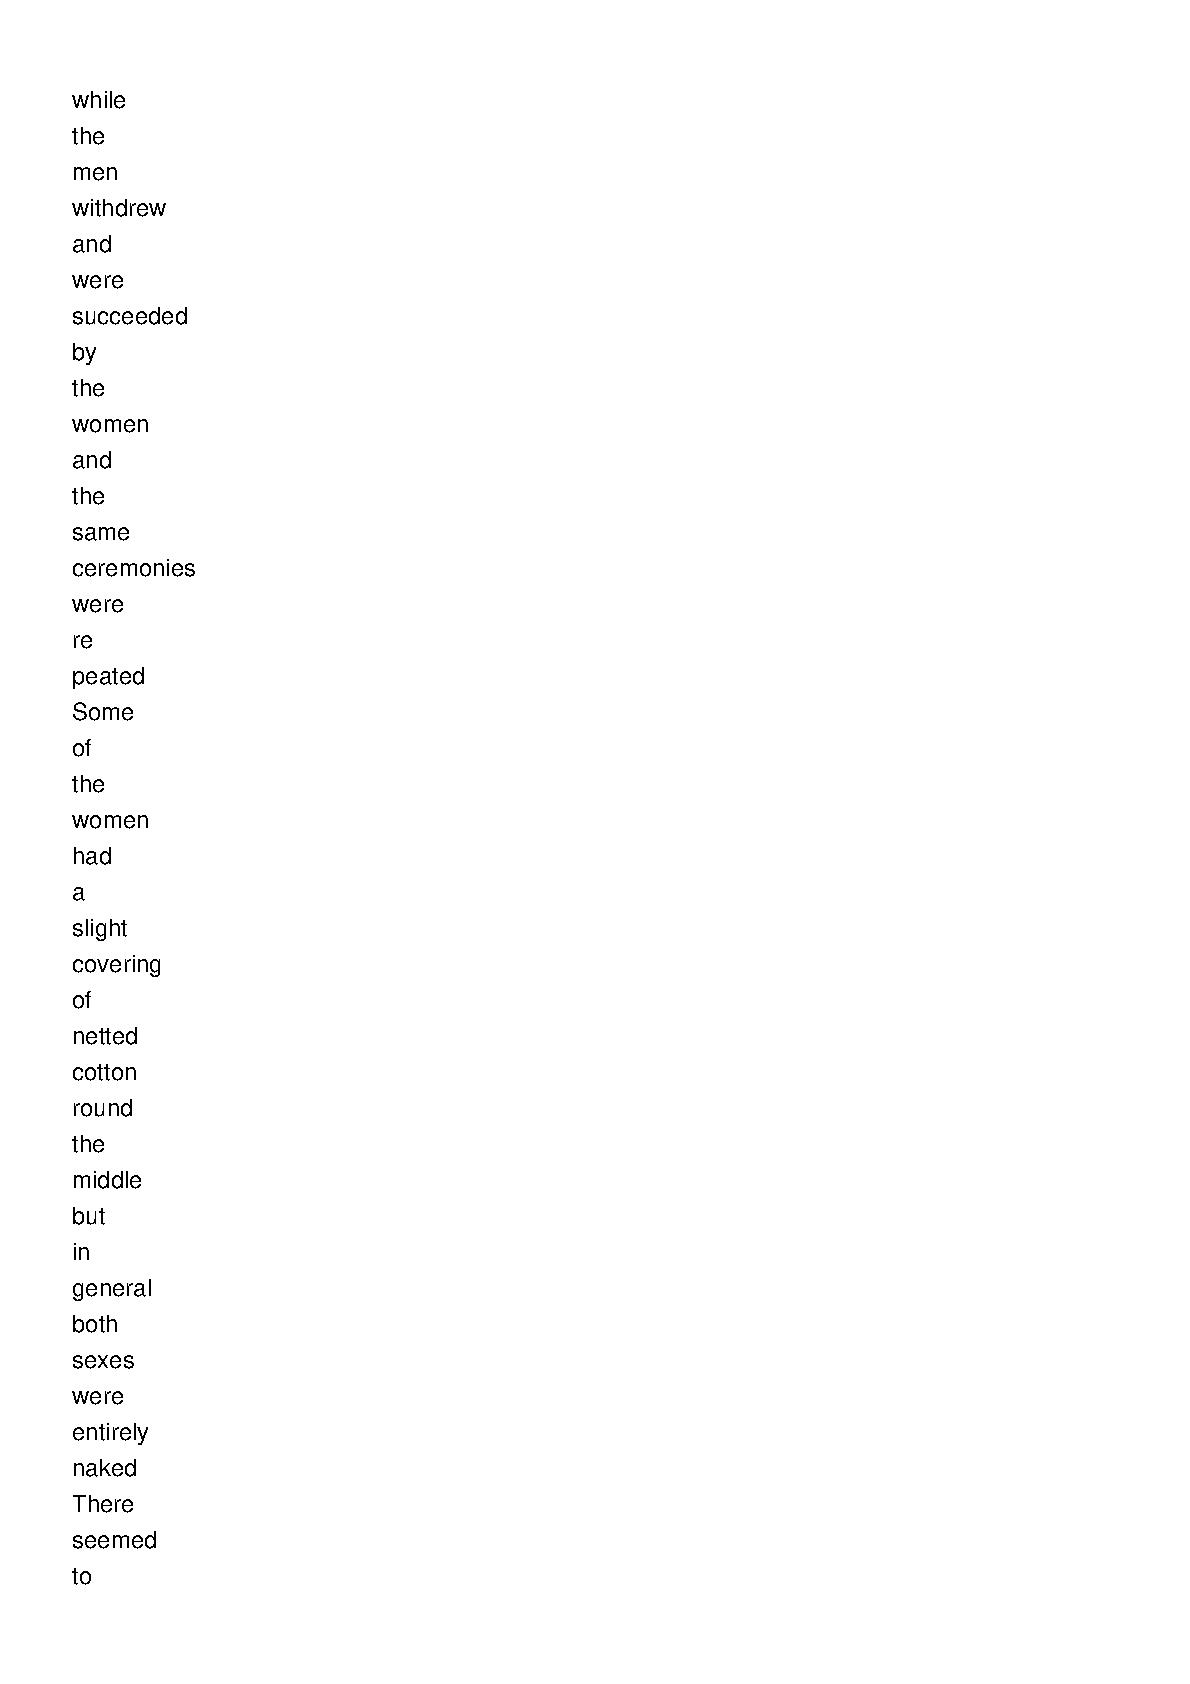 while
the
men
withdrew
and
were
succeeded
by
the
women
and
the
same
ceremonies
were
re
peated
Some
of
the
women
had
a
slight
covering
of
netted
cotton
round
the
middle
but
in
general
both
sexes
were
entirely
naked
There
seemed
to